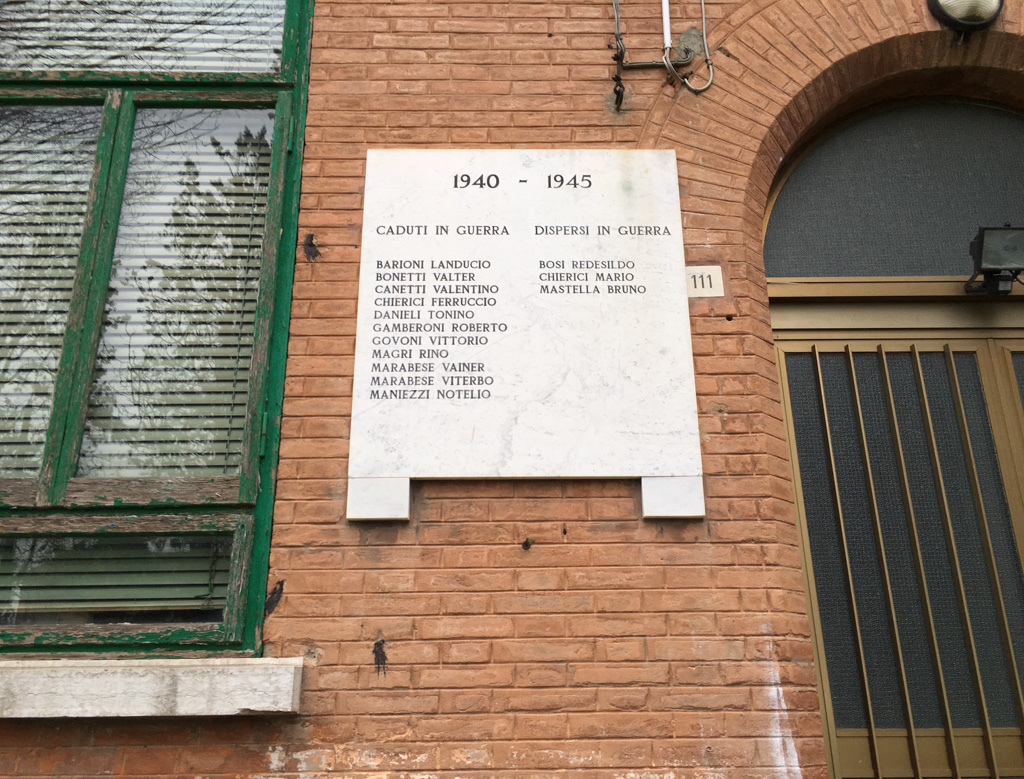 1940 - 1945
CADUTI IN GUERRA
BARIONI LANDUCIO
BONETTI VALTER
CANETTI VALENTINO
CHIERICI FERRUCCIO
DANIELI TONINO
GAMBERONI ROBERTO
GOVONI VITTORIO
MAGRI RINO
MARABESE VAINER
MARABESE VITERBO
MANIEZZI NOTELIO
DISPERSI IN GUERRA
BOSI REDESILDO
CHIERICI MARIO
MASTELLA BRUNO
111